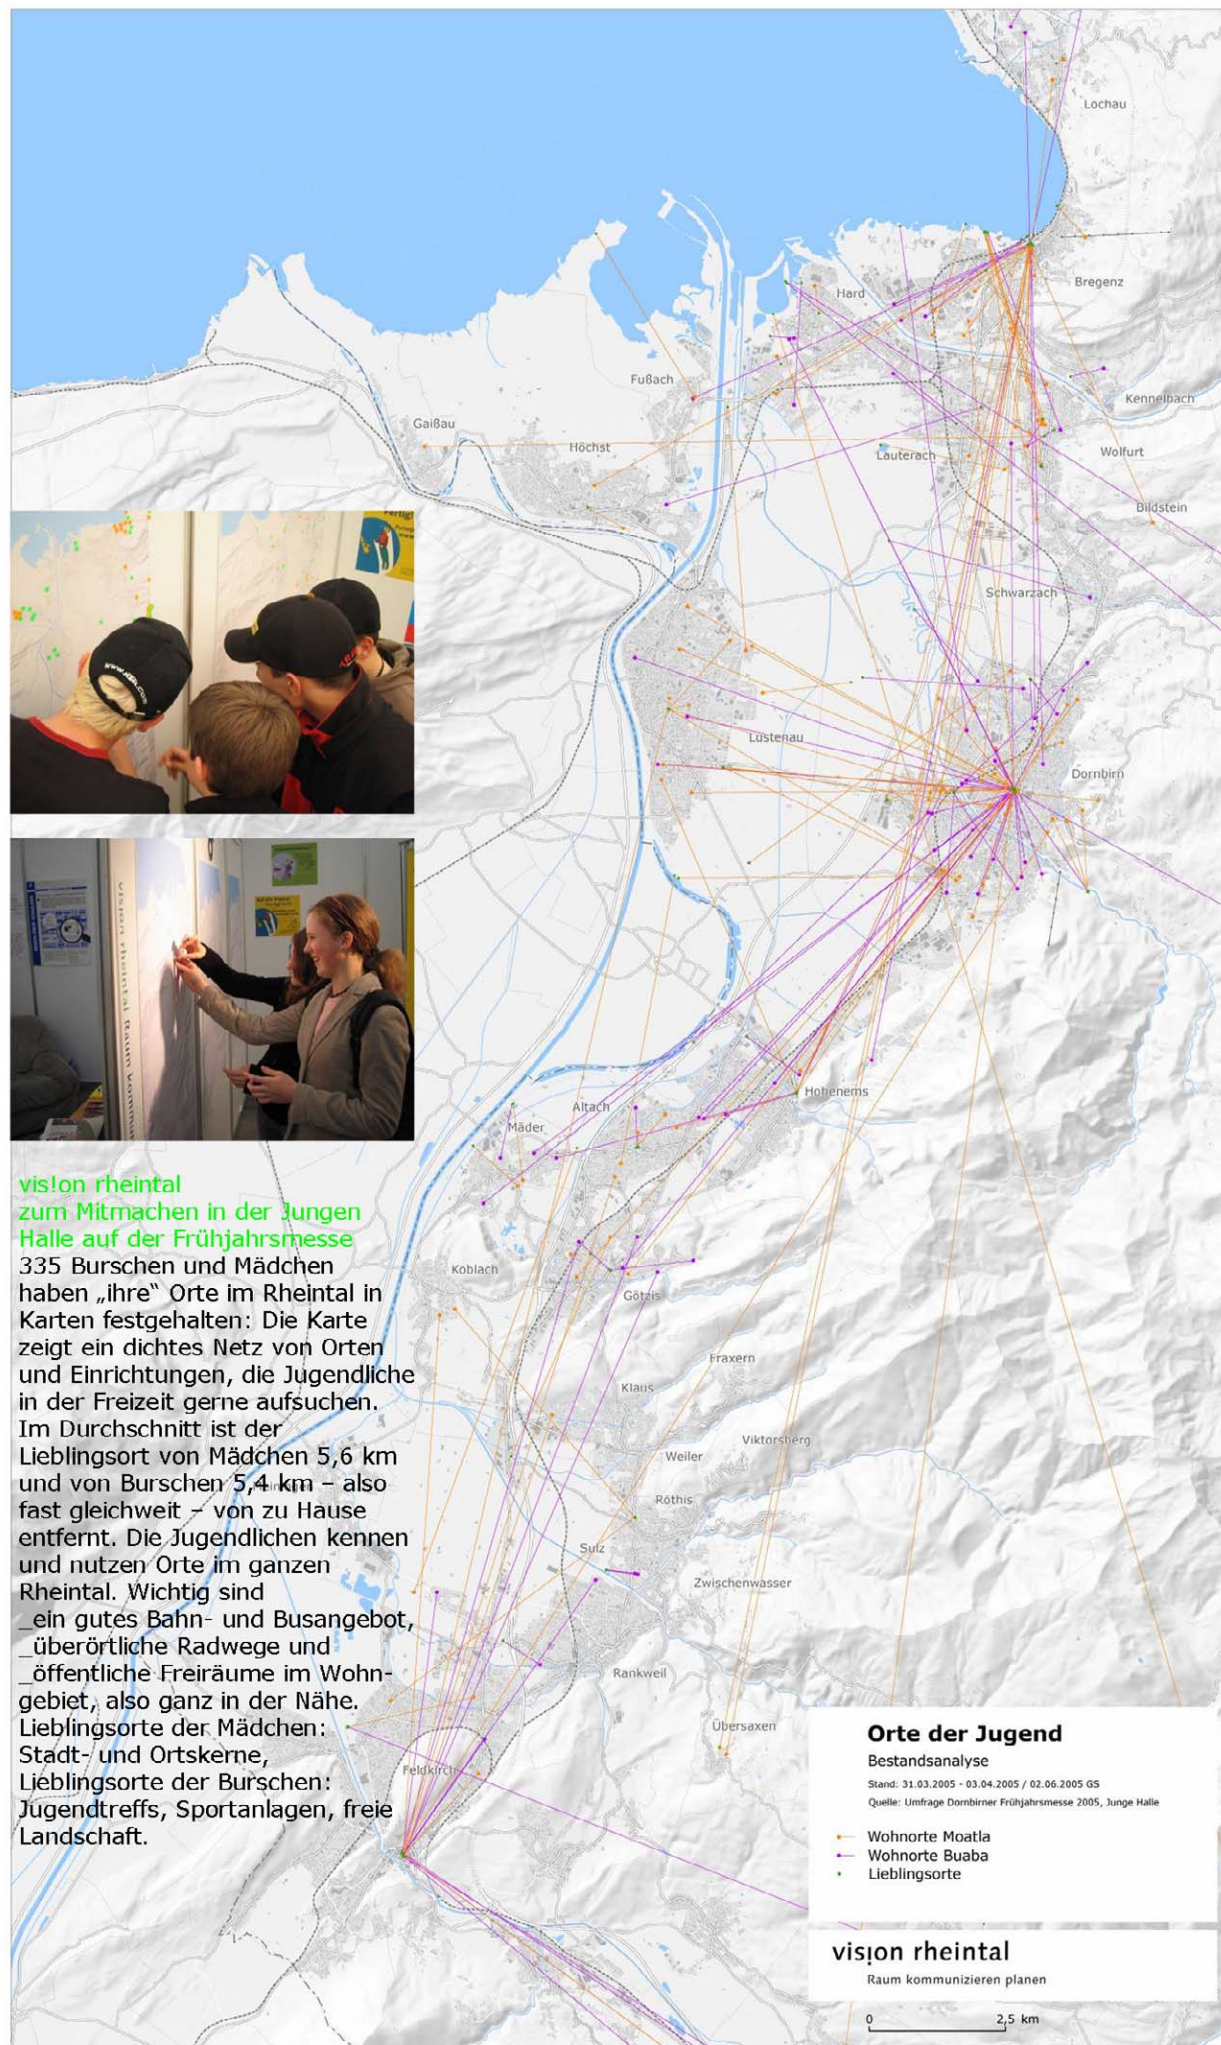 Lochau
Bregenz
Hard
Fußach
Kennelbach
Gaißau
Höchst
Lauterach
Wolfurt
Bildstein
Schwarzach
Lustenau
Dornbirn
Hohenems
Altach
Mäder
Koblach
Götzis
Fraxern
Klaus
Viktorsberg
Weiler
Röthis
Sulz
Zwischenwasser
Rankweil
Übersaxen
Feldkirch
vision rheintal Raum
vis!on rheintal
zum Mitmachen in der Jungen
Halle auf der Frühjahrsmesse
335 Burschen und Mädchen
haben „ihre“ Orte im Rheintal in
Karten festgehalten: Die Karte
zeigt ein dichtes Netz von Orten
und Einrichtungen, die Jugendliche
in der Freizeit gerne aufsuchen.
Im Durchschnitt ist der
Lieblingsort von Mädchen 5,6 km
und von Burschen 5,4 km – also
fast gleichweit – von zu Hause
entfernt. Die Jugendlichen kennen
und nutzen Orte im ganzen
Rheintal. Wichtig sind
_ein gutes Bahn- und Busangebot,
_überörtliche Radwege und
_öffentliche Freiräume im Wohn-
gebiet, also ganz in der Nähe.
Lieblingsorte der Mädchen:
Stadt- und Ortskerne,
Lieblingsorte der Burschen:
Jugendtreffs, Sportanlagen, freie
Landschaft.
Orte der Jugend
Bestandsanalyse
Stand: 31.03.2005 - 03.04.2005 / 02.06.2005 GS
Quelle: Umfrage Dornbirner Frühjahrsmesse 2005, Junge Halle
Wohnorte Moatla
Wohnorte Buaba
Lieblingsorte
vis!on rheintal
Raum kommunizieren planen
0 2,5 km